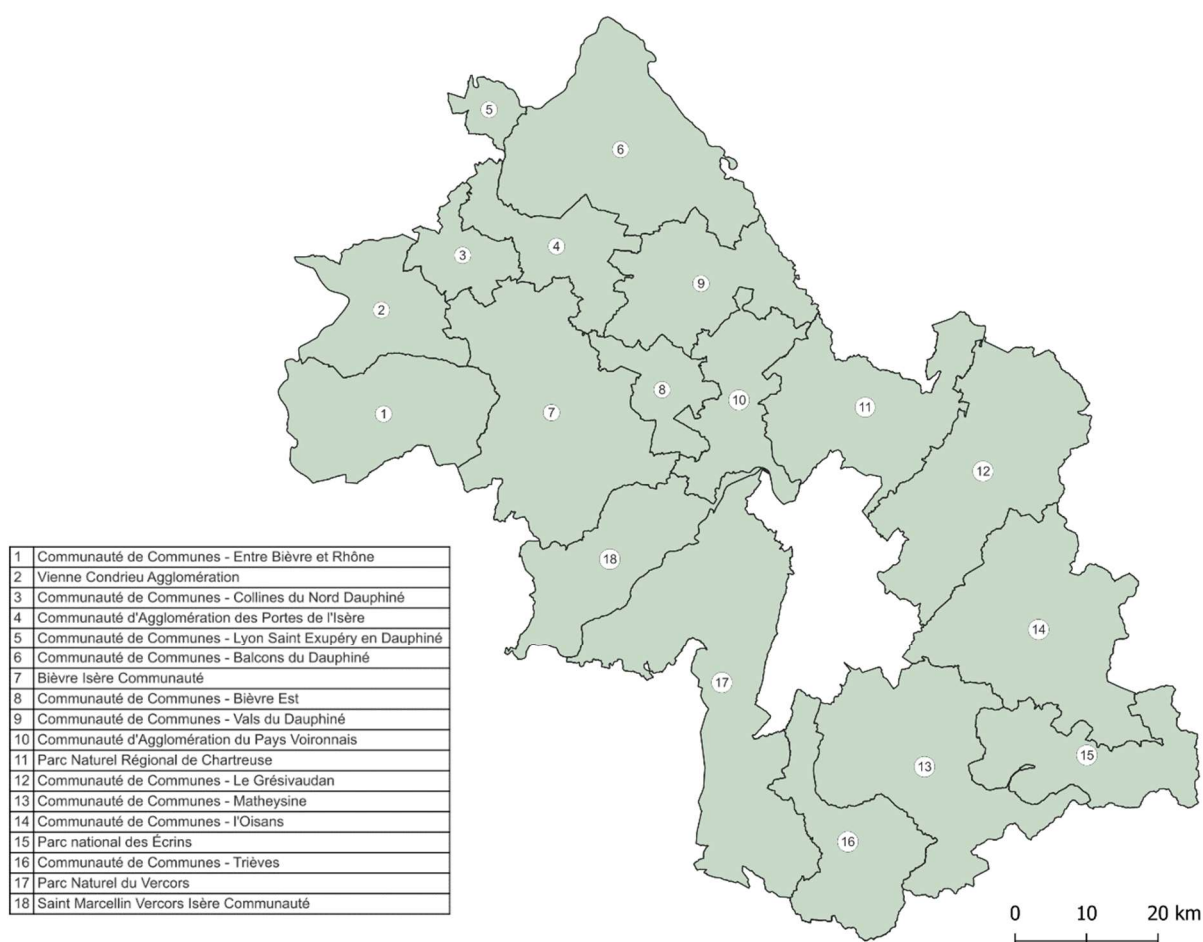 5
6
3
4
9
2
8
10
11
1
7
12
18
14
17
15
13
16
1 Communauté de Communes - Entre Bièvre et Rhône
2 Vienne Condrieu Agglomération
3 Communauté de Communes - Collines du Nord Dauphiné
4 Communauté d'Agglomération des Portes de l'Isère
5 Communauté de Communes - Lyon Saint Exupéry en Dauphiné
6 Communauté de Communes - Balcons du Dauphiné
7 Bièvre Isère Communauté
8 Communauté de Communes - Bièvre Est
9 Communauté de Communes - Vals du Dauphiné
10 Communauté d'Agglomération du Pays Voironnais
11 Parc Naturel Régional de Chartreuse
12 Communauté de Communes - Le Grésivaudan
13 Communauté de Communes - Matheysine
14 Communauté de Communes - l'Oisans
15 Parc national des Écrins
16 Communauté de Communes - Trièves
17 Parc Naturel du Vercors
18 Saint Marcellin Vercors Isère Communauté
0 10 20 km